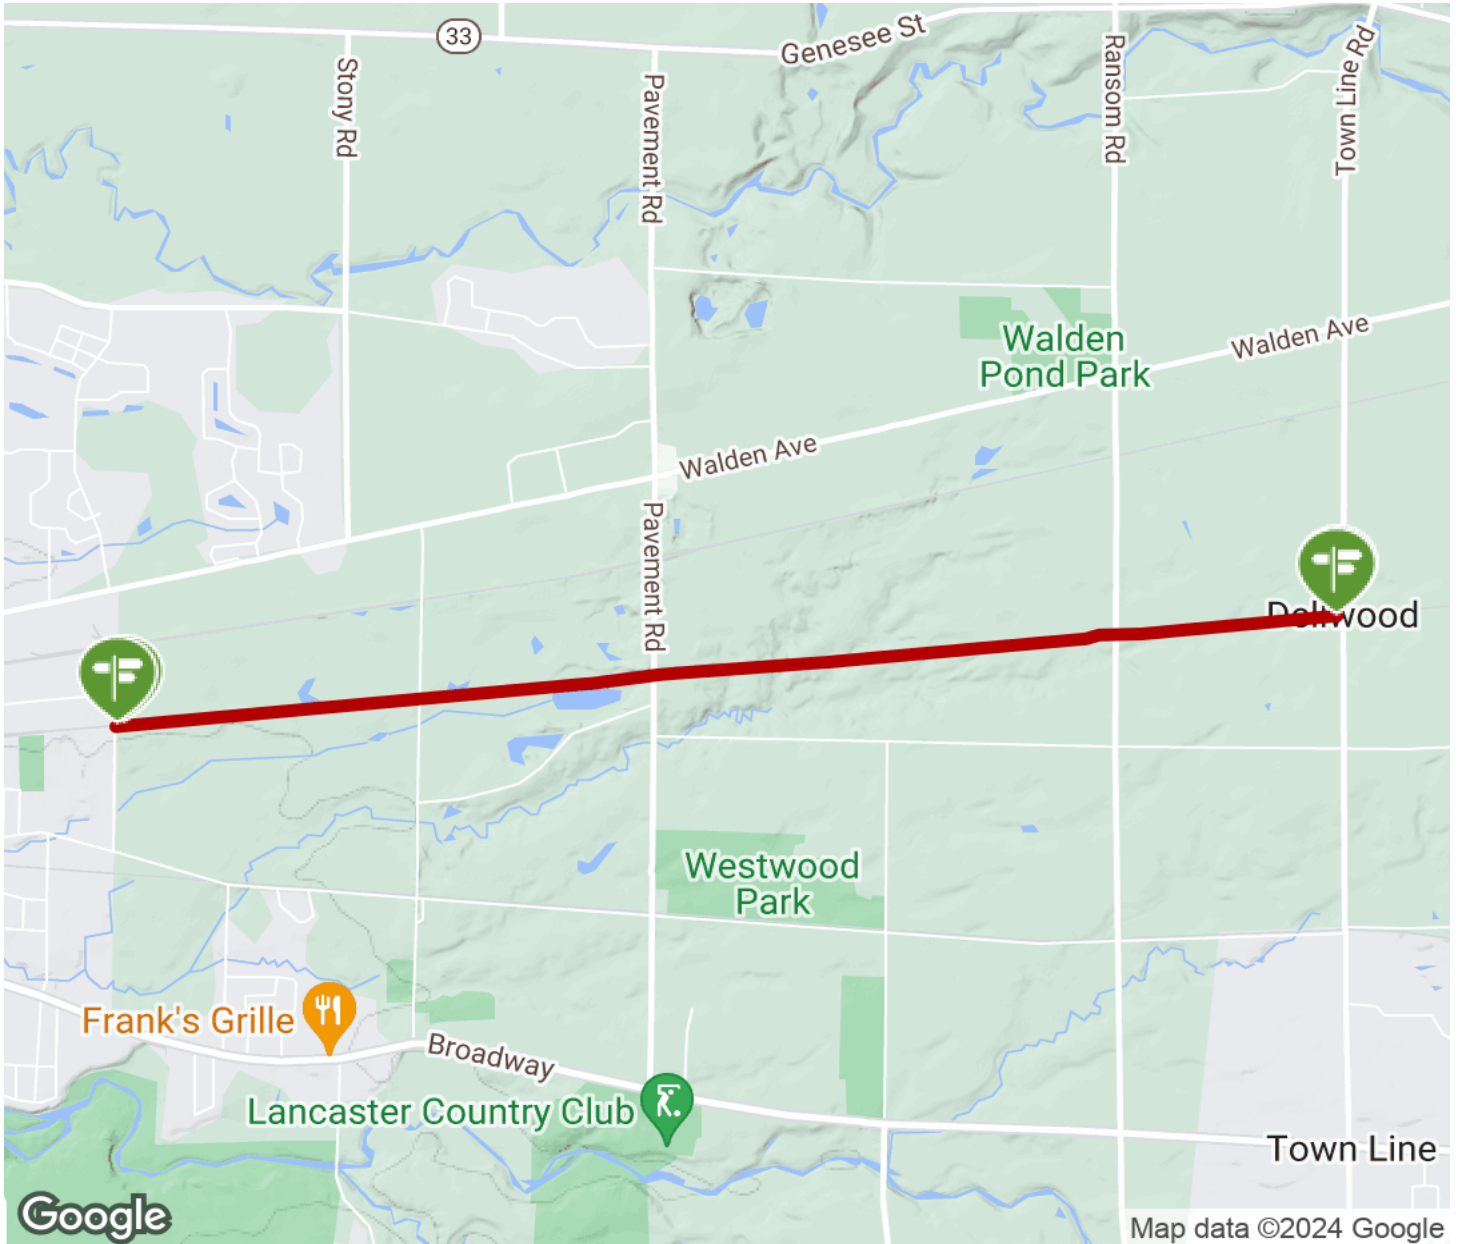 33
Genesee St
Stony Rd
Pavement Rd
Ransom Rd
Town Line Rd
Walden
Pond Park
Walden Ave
Walden Ave
Pavement Rd
Dellwood
Westwood
Park
Frank's Grille
Broadway
Lancaster Country Club
Town Line
Google
Map data ©2024 Google